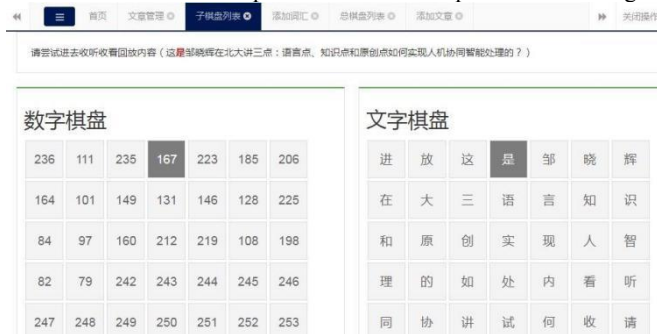 首页 文章管理 子棋盘列表 添加词汇 总棋盘列表 添加文章 关闭操作
请尝试进去收听收看回放内容(这是邹晓辉在北大讲三点:语言点、知识点和原创点如何实现人机协同智能处理的?)
数字棋盘
236 111 235 167 223 185 206
164 101 149 131 146 128 225
84 97 160 212 219 108 198
82 79 242 243 244 245 246
247 248 249 250 251 252 253
文字棋盘
进 放 这 是 邹 晓 辉
在 大 三 语 言 知 识
和 原 创 实 现 人 智
理 的 如 处 内 看 听
同 协 讲 试 何 收 请